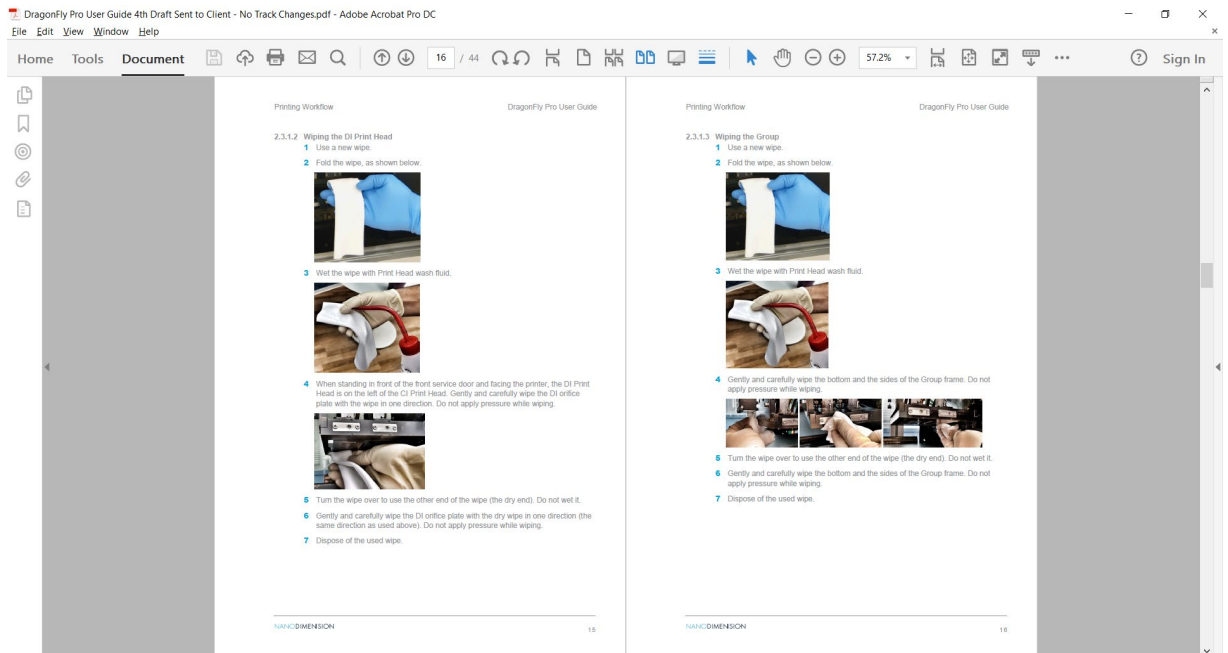 DragonFly Pro User Guide 4th Draft Sent to Client - No Track Changes.pdf - Adobe Acrobat Pro DC
File Edit View Window Help
Home Tools Document 16 / 44 57.2% Sign In
Printing Workflow DragonFly Pro User Guide
2.3.1.2 Wiping the DI Print Head
1 Use a new wipe.
2 Fold the wipe, as shown below.
3 Wet the wipe with Print Head wash fluid.
4 When standing in front of the front service door and facing the printer, the DI Print
Head is on the left of the CI Print Head. Gently and carefully wipe the DI orifice
plate with the wipe in one direction. Do not apply pressure while wiping.
5 Turn the wipe over to use the other end of the wipe (the dry end). Do not wet it.
6 Gently and carefully wipe the DI orifice plate with the dry wipe in one direction (the
same direction as used above). Do not apply pressure while wiping.
7 Dispose of the used wipe.
NANODIMENSION 15
Printing Workflow DragonFly Pro User Guide
2.3.1.3 Wiping the Group
1 Use a new wipe.
2 Fold the wipe, as shown below.
3 Wet the wipe with Print Head wash fluid.
4 Gently and carefully wipe the bottom and the sides of the Group frame. Do not
apply pressure while wiping.
5 Turn the wipe over to use the other end of the wipe (the dry end). Do not wet it.
6 Gently and carefully wipe the bottom and the sides of the Group frame. Do not
apply pressure while wiping.
7 Dispose of the used wipe.
NANODIMENSION 16